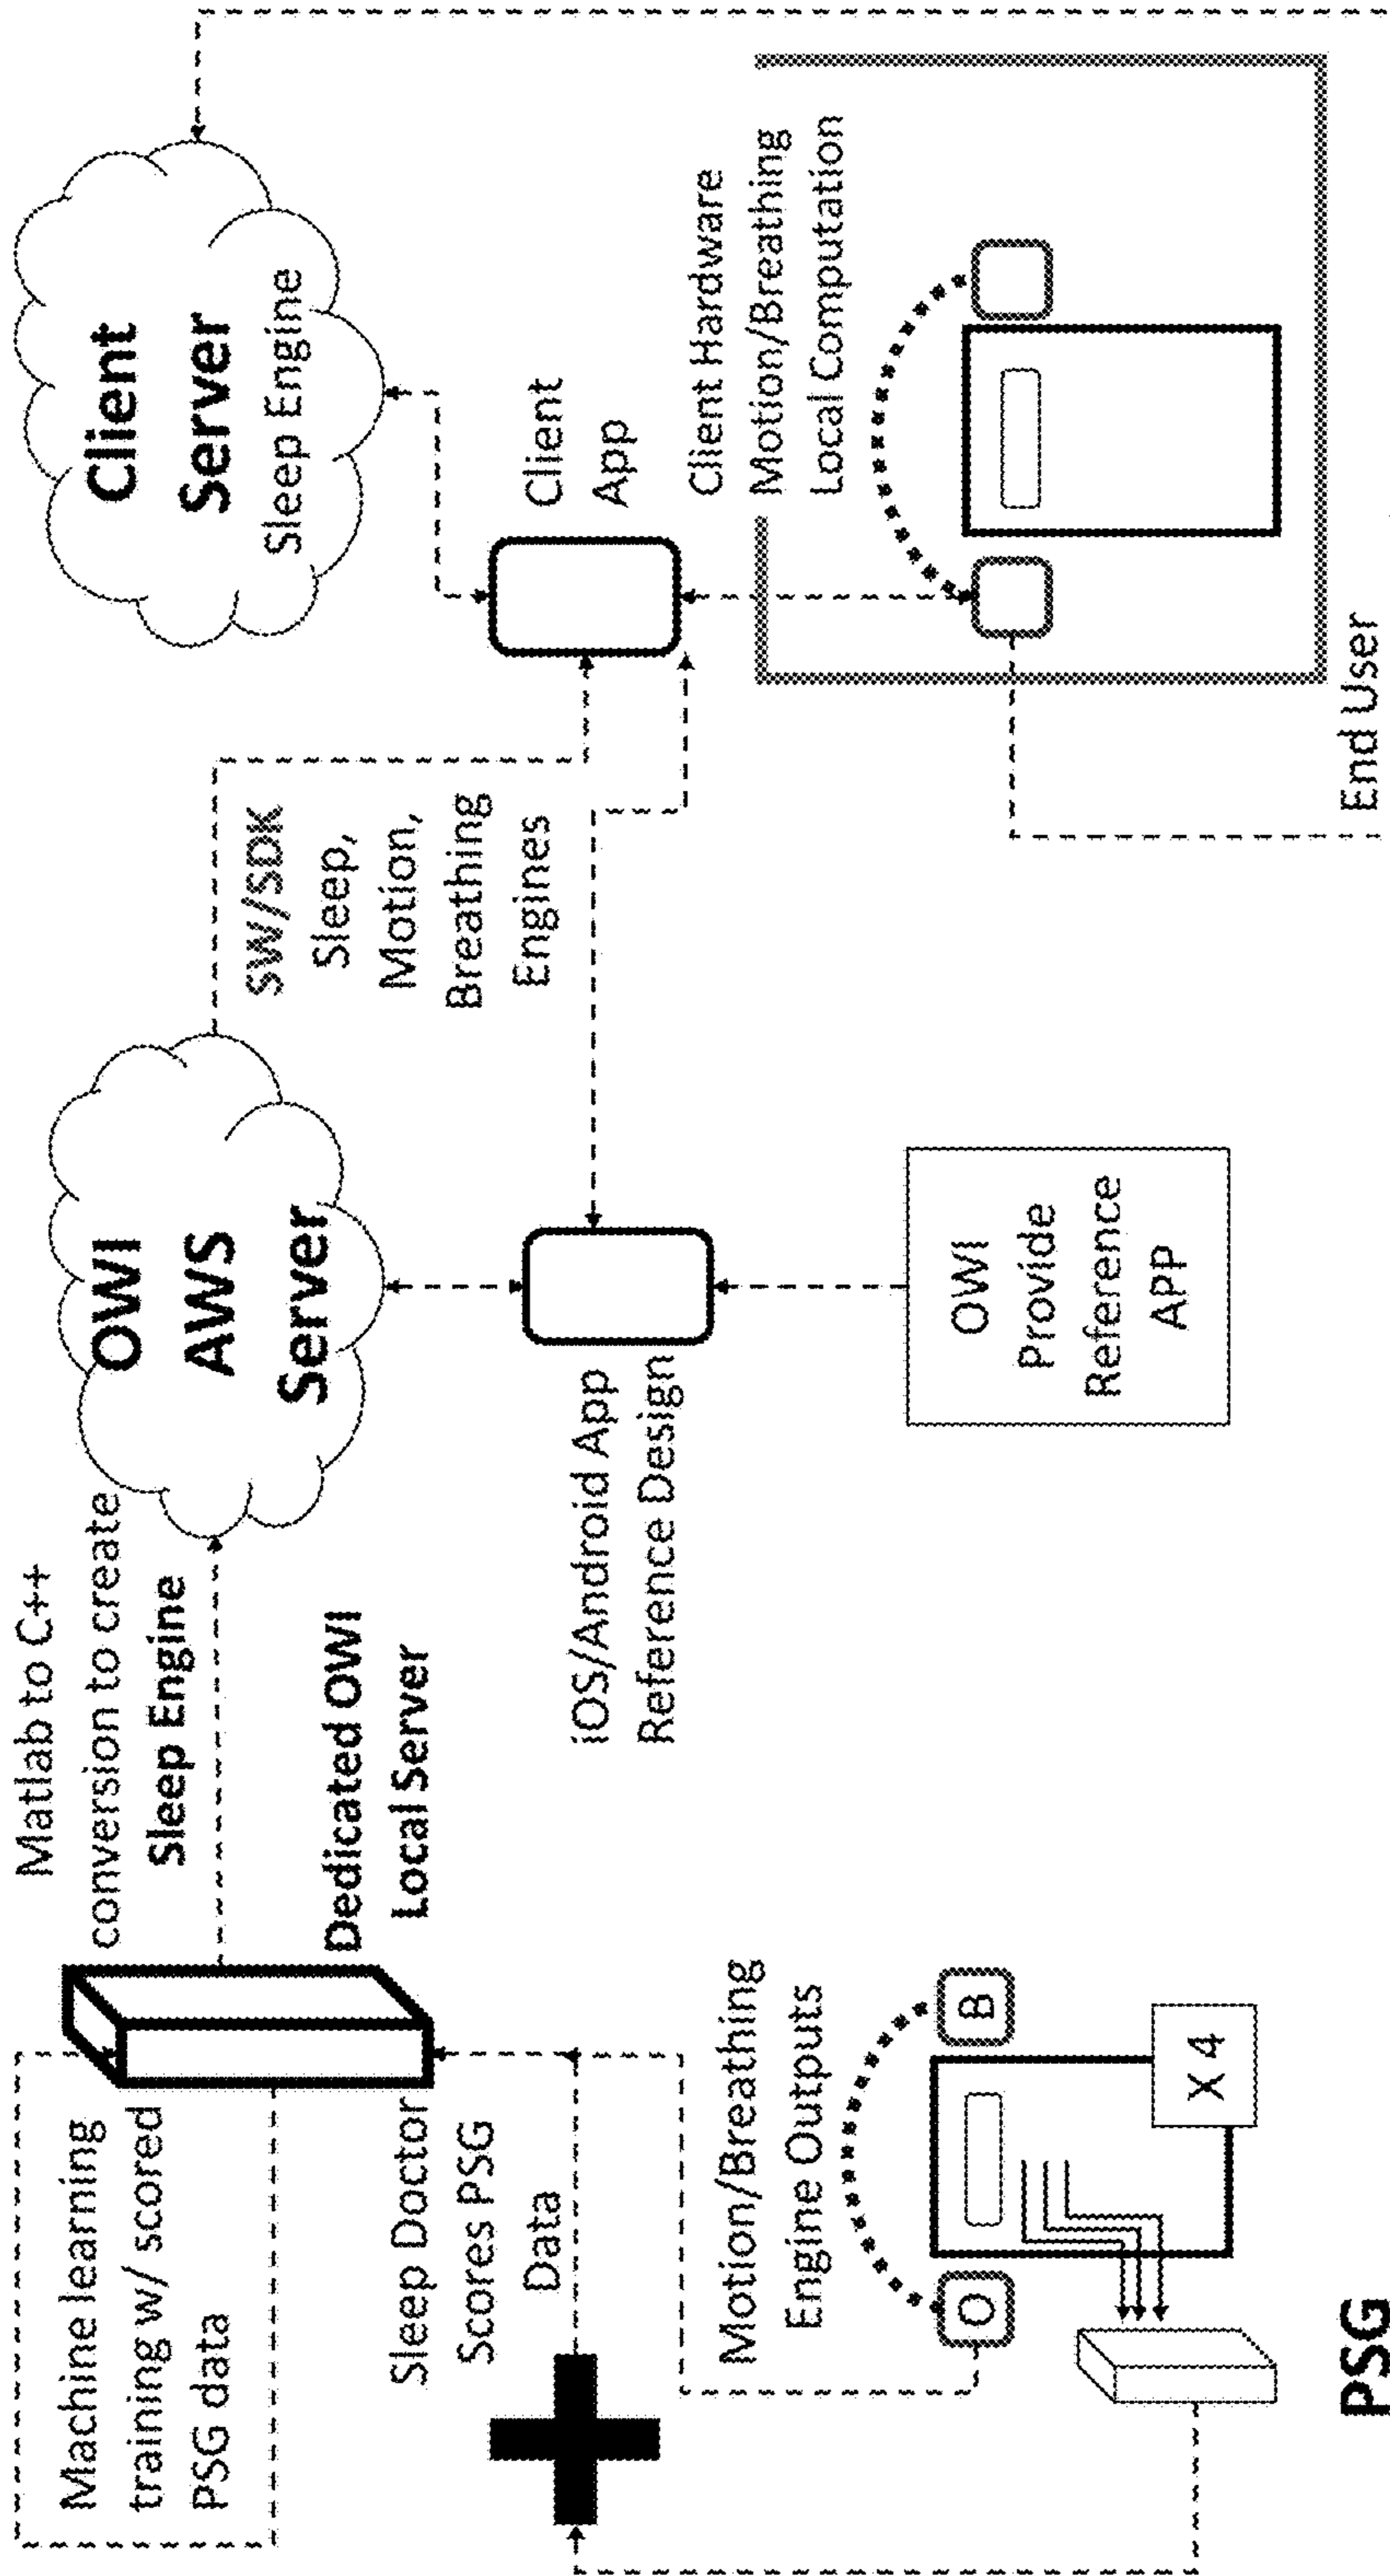 Machine learning
training w/ scored
PSG data
Matlab to C++
conversion to create
Sleep Engine
Dedicated OWI
Local Server
OWI
AWS
Server
SW/SDK
Sleep,
Motion,
Breathing
Engines
Client
Server
Sleep Engine
Sleep Doctor
Scores PSG
Data
iOS/Android App
Reference Design
Client
App
Motion/Breathing
Engine Outputs
O
B
X 4
PSG
OWI
Provide
Reference
APP
Client Hardware
Motion/Breathing
Local Computation
End User